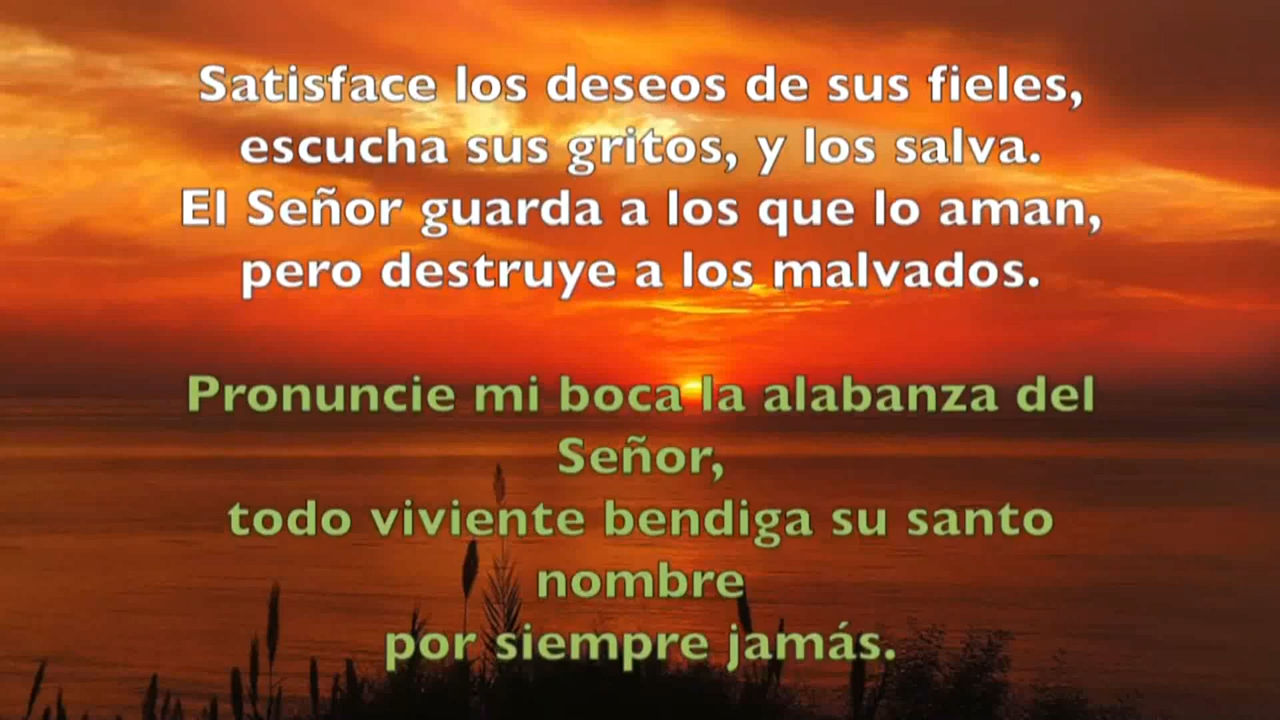 Satisface los deseos de sus fieles,
escucha sus gritos, y los salva.
El Señor guarda a los que lo aman,
pero destruye a los malvados.
Pronuncie mi boca la alabanza del
Señor,
todo viviente bendiga su santo
nombre
por siempre jamás.